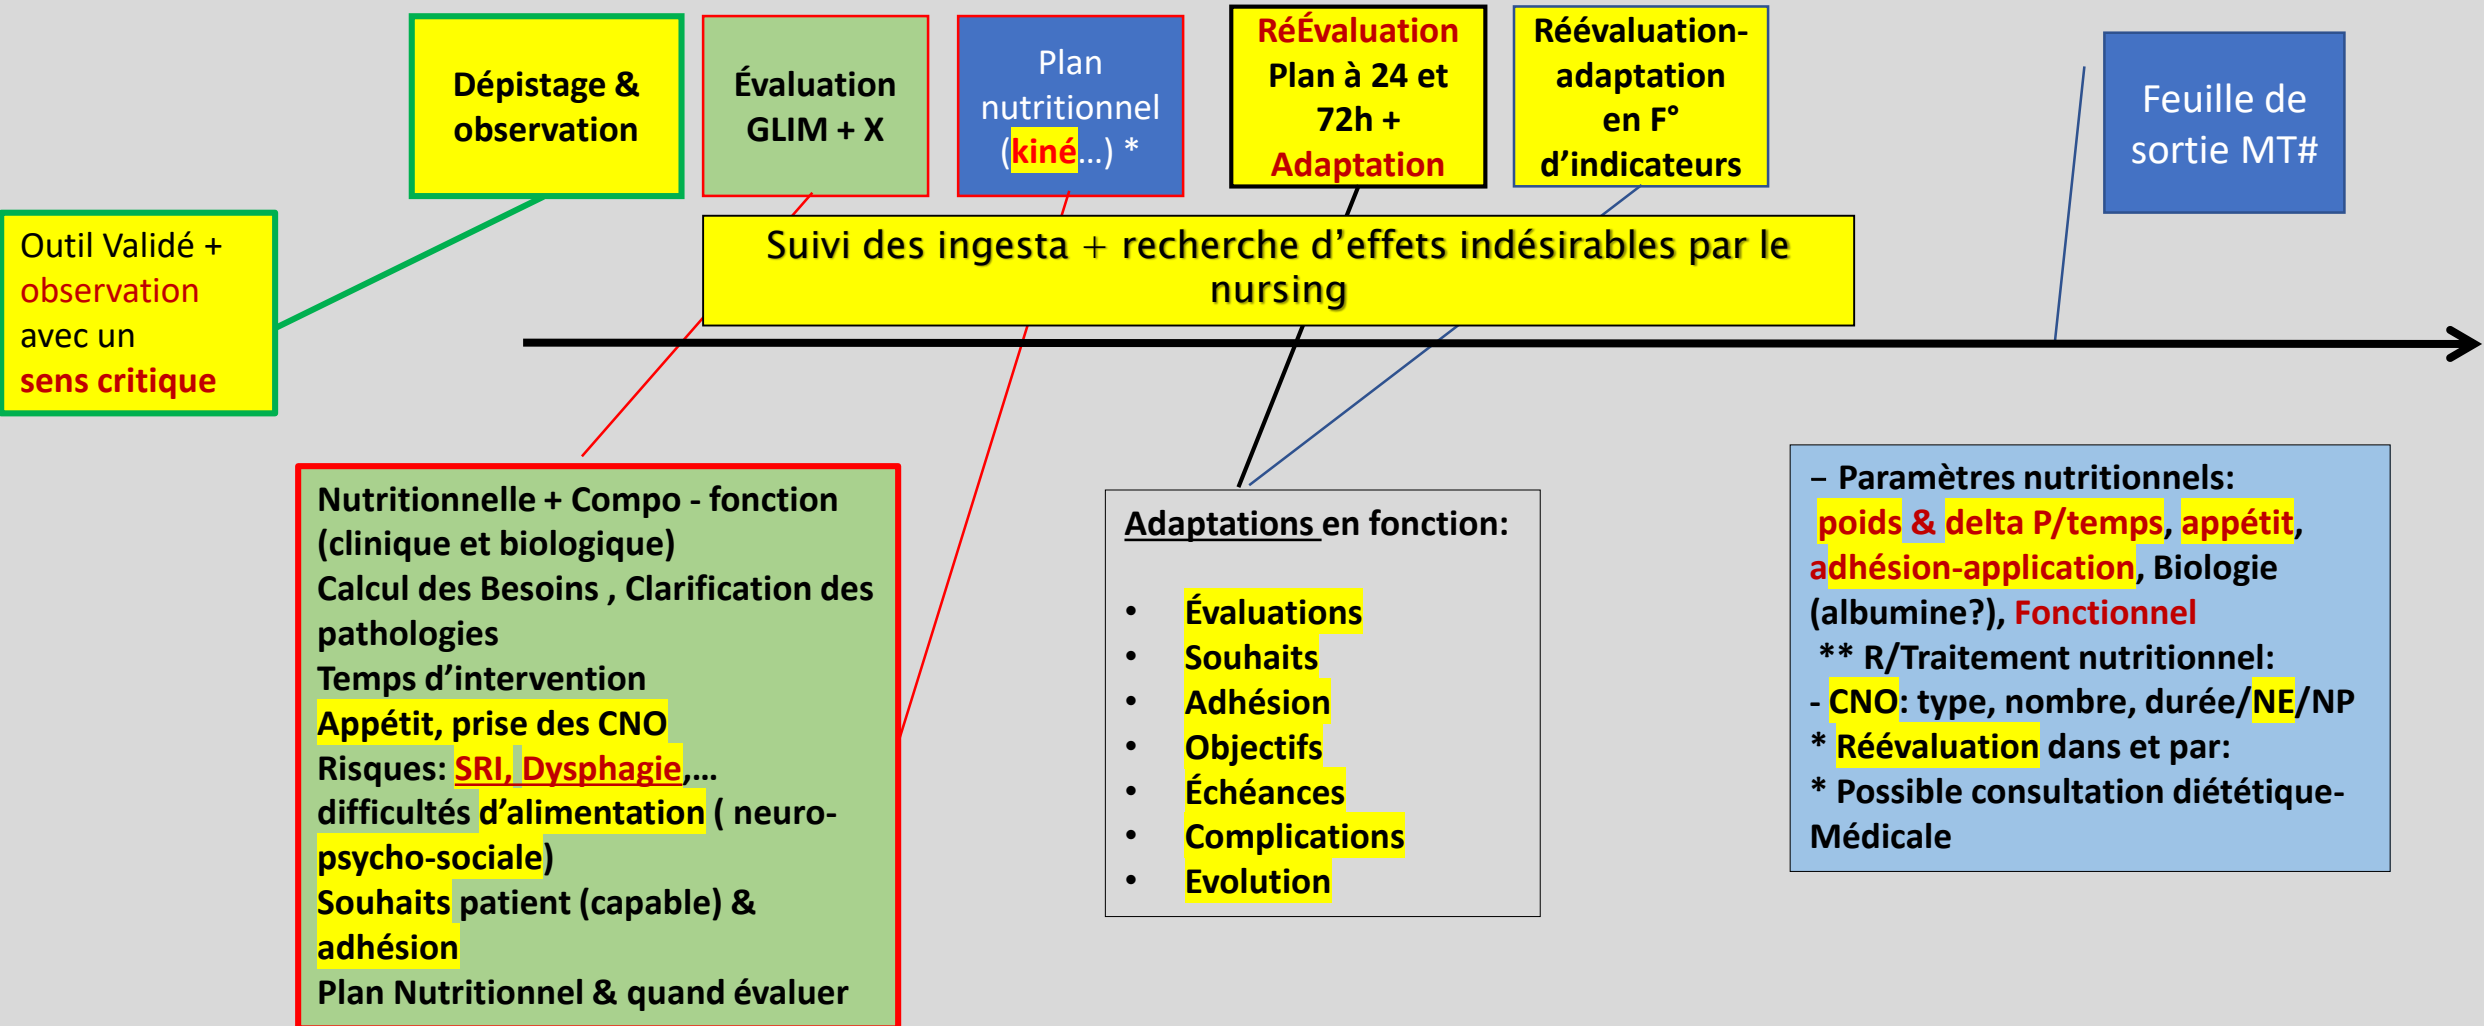 Dépistage &
observation
Évaluation
GLIM + X
Plan
nutritionnel
(kiné...) *
RéÉvaluation
Plan à 24 et
72h +
Adaptation
Réévaluation-
adaptation
en F°
d’indicateurs
Feuille de
sortie MT#
Outil Validé +
observation
avec un
sens critique
Suivi des ingesta + recherche d’effets indésirables par le
nursing
Nutritionnelle + Compo - fonction
(clinique et biologique)
Calcul des Besoins , Clarification des
pathologies
Temps d’intervention
Appétit, prise des CNO
Risques: SRI, Dysphagie,...
difficultés d’alimentation ( neuro-
psycho-sociale)
Souhaits patient (capable) &
adhésion
Plan Nutritionnel & quand évaluer
Adaptations en fonction:
• Évaluations
• Souhaits
• Adhésion
• Objectifs
• Échéances
• Complications
• Evolution
– Paramètres nutritionnels:
poids & delta P/temps, appétit,
adhésion-application, Biologie
(albumine?), Fonctionnel
** R/Traitement nutritionnel:
- CNO: type, nombre, durée/NE/NP
* Réévaluation dans et par:
* Possible consultation diététique-
Médicale